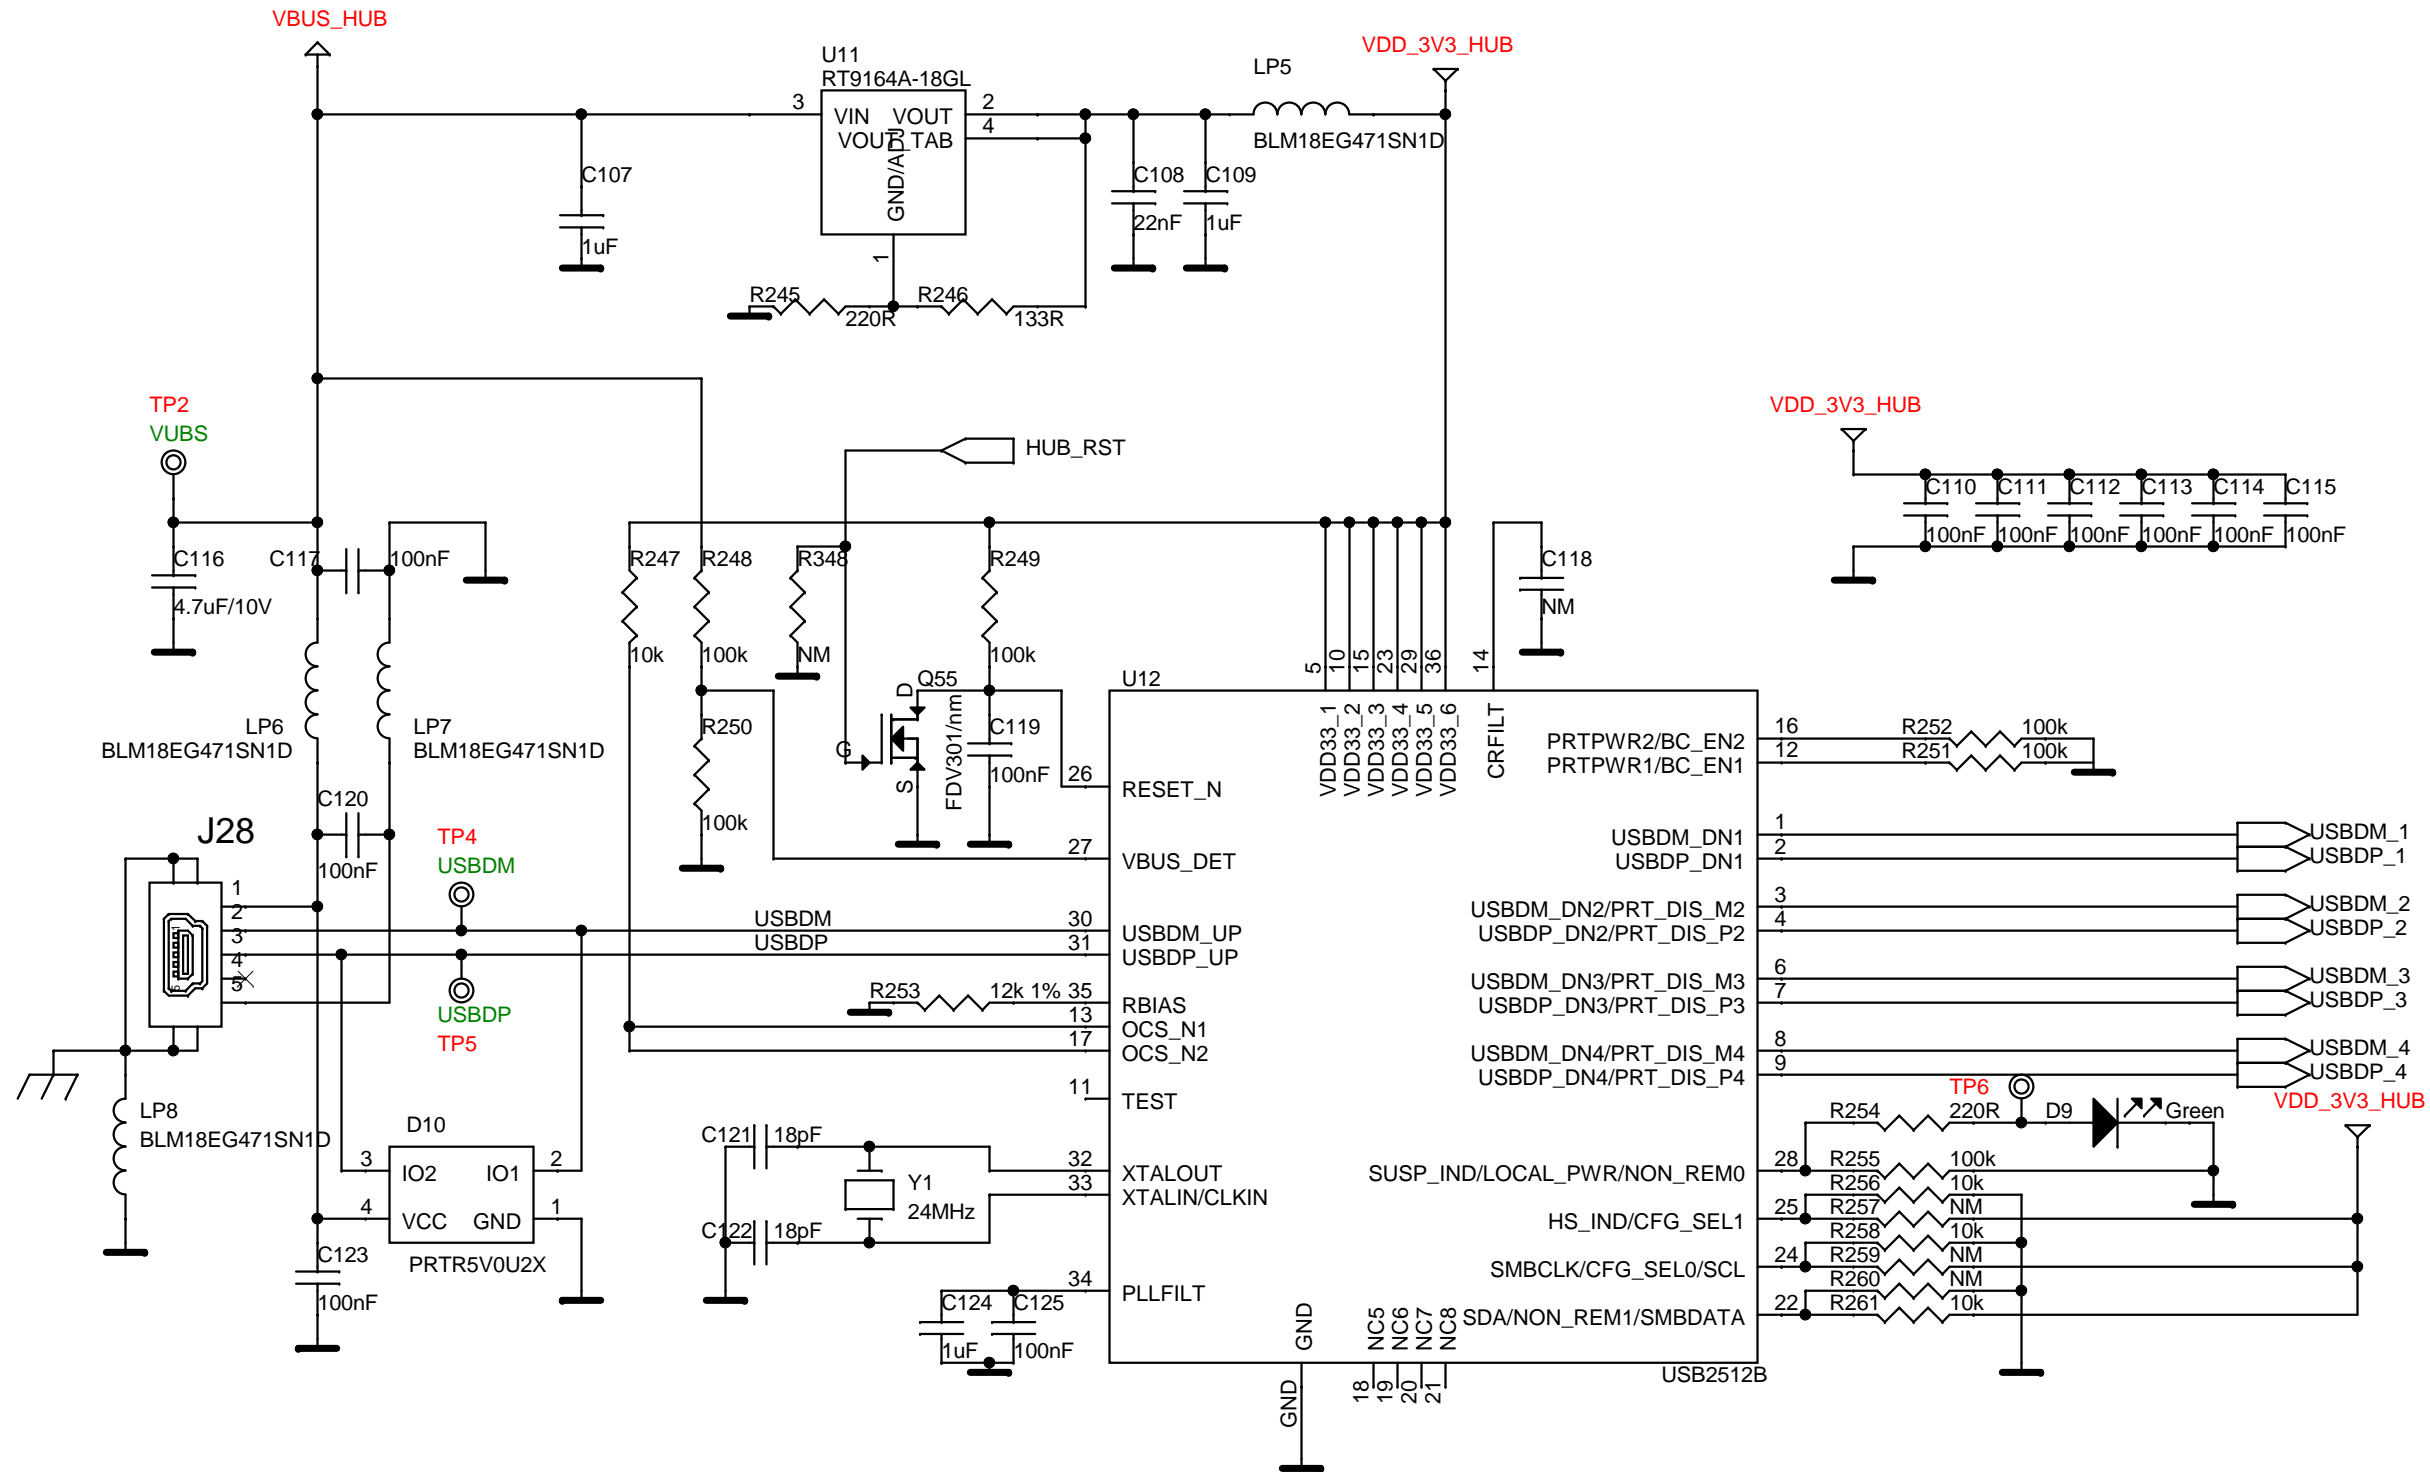 VBUS_HUB
VDD_3V3_HUB
U11
RT9164A-18GL
LP5
3
VIN
VOUT
2
VOUT_TAB
4
GND/ADJ
1
BLM18EG471SN1D
C107
1uF
C108
22nF
C109
1uF
R245
220R
R246
133R
TP2
VUBS
HUB_RST
VDD_3V3_HUB
C110
C111
C112
C113
C114
C115
100nF
100nF
100nF
100nF
100nF
100nF
C116
4.7uF/10V
C117
100nF
R247
10k
R248
100k
R348
NM
R249
100k
C118
NM
LP6
BLM18EG471SN1D
LP7
BLM18EG471SN1D
R250
100k
Q55
D
G
S
FDV301/nm
C119
100nF
U12
5
10
15
23
29
36
14
VDD33_1
VDD33_2
VDD33_3
VDD33_4
VDD33_5
VDD33_6
CRFILT
26
RESET_N
27
VBUS_DET
PRTPWR2/BC_EN2
16
R252
100k
PRTPWR1/BC_EN1
12
R251
100k
C120
100nF
J28
1
2
3
4
5
TP4
USBDM
USBDP
TP5
USBDM
30
USBDM_UP
USBDP
31
USBDP_UP
R253
12k 1%
35
RBIAS
13
OCS_N1
17
OCS_N2
11
TEST
USBDM_DN1
1
USBDM_1
USBDP_DN1
2
USBDP_1
USBDM_DN2/PRT_DIS_M2
3
USBDM_2
USBDP_DN2/PRT_DIS_P2
4
USBDP_2
USBDM_DN3/PRT_DIS_M3
6
USBDM_3
USBDP_DN3/PRT_DIS_P3
7
USBDP_3
USBDM_DN4/PRT_DIS_M4
8
USBDM_4
USBDP_DN4/PRT_DIS_P4
9
USBDP_4
TP6
VDD_3V3_HUB
R254
220R
D9
Green
LP8
BLM18EG471SN1D
D10
3
IO2
IO1
2
4
VCC
GND
1
PRTR5V0U2X
C123
100nF
C121
18pF
C122
18pF
Y1
24MHz
32
XTALOUT
33
XTALIN/CLKIN
34
PLLFILT
C124
1uF
C125
100nF
SUSP_IND/LOCAL_PWR/NON_REM0
28
R255
100k
R256
10k
HS_IND/CFG_SEL1
25
R257
NM
R258
10k
SMBCLK/CFG_SEL0/SCL
24
R259
NM
R260
NM
SDA/NON_REM1/SMBDATA
22
R261
10k
GND
NC5
NC6
NC7
NC8
USB2512B
GND
18
19
20
21